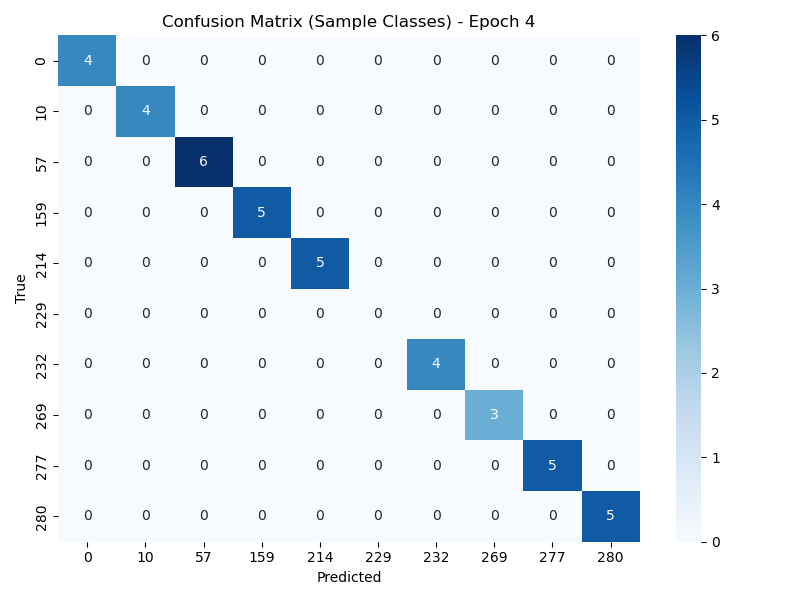 Confusion Matrix (Sample Classes) - Epoch 4
0 4 0 0 0 0 0 0 0 0 0
10 0 4 0 0 0 0 0 0 0 0
57 0 0 6 0 0 0 0 0 0 0
159 0 0 0 5 0 0 0 0 0 0
214 0 0 0 0 5 0 0 0 0 0
229 0 0 0 0 0 0 0 0 0 0
232 0 0 0 0 0 0 4 0 0 0
269 0 0 0 0 0 0 0 3 0 0
277 0 0 0 0 0 0 0 0 5 0
280 0 0 0 0 0 0 0 0 0 5
0 10 57 159 214 229 232 269 277 280
Predicted
True
6
5
4
3
2
1
0